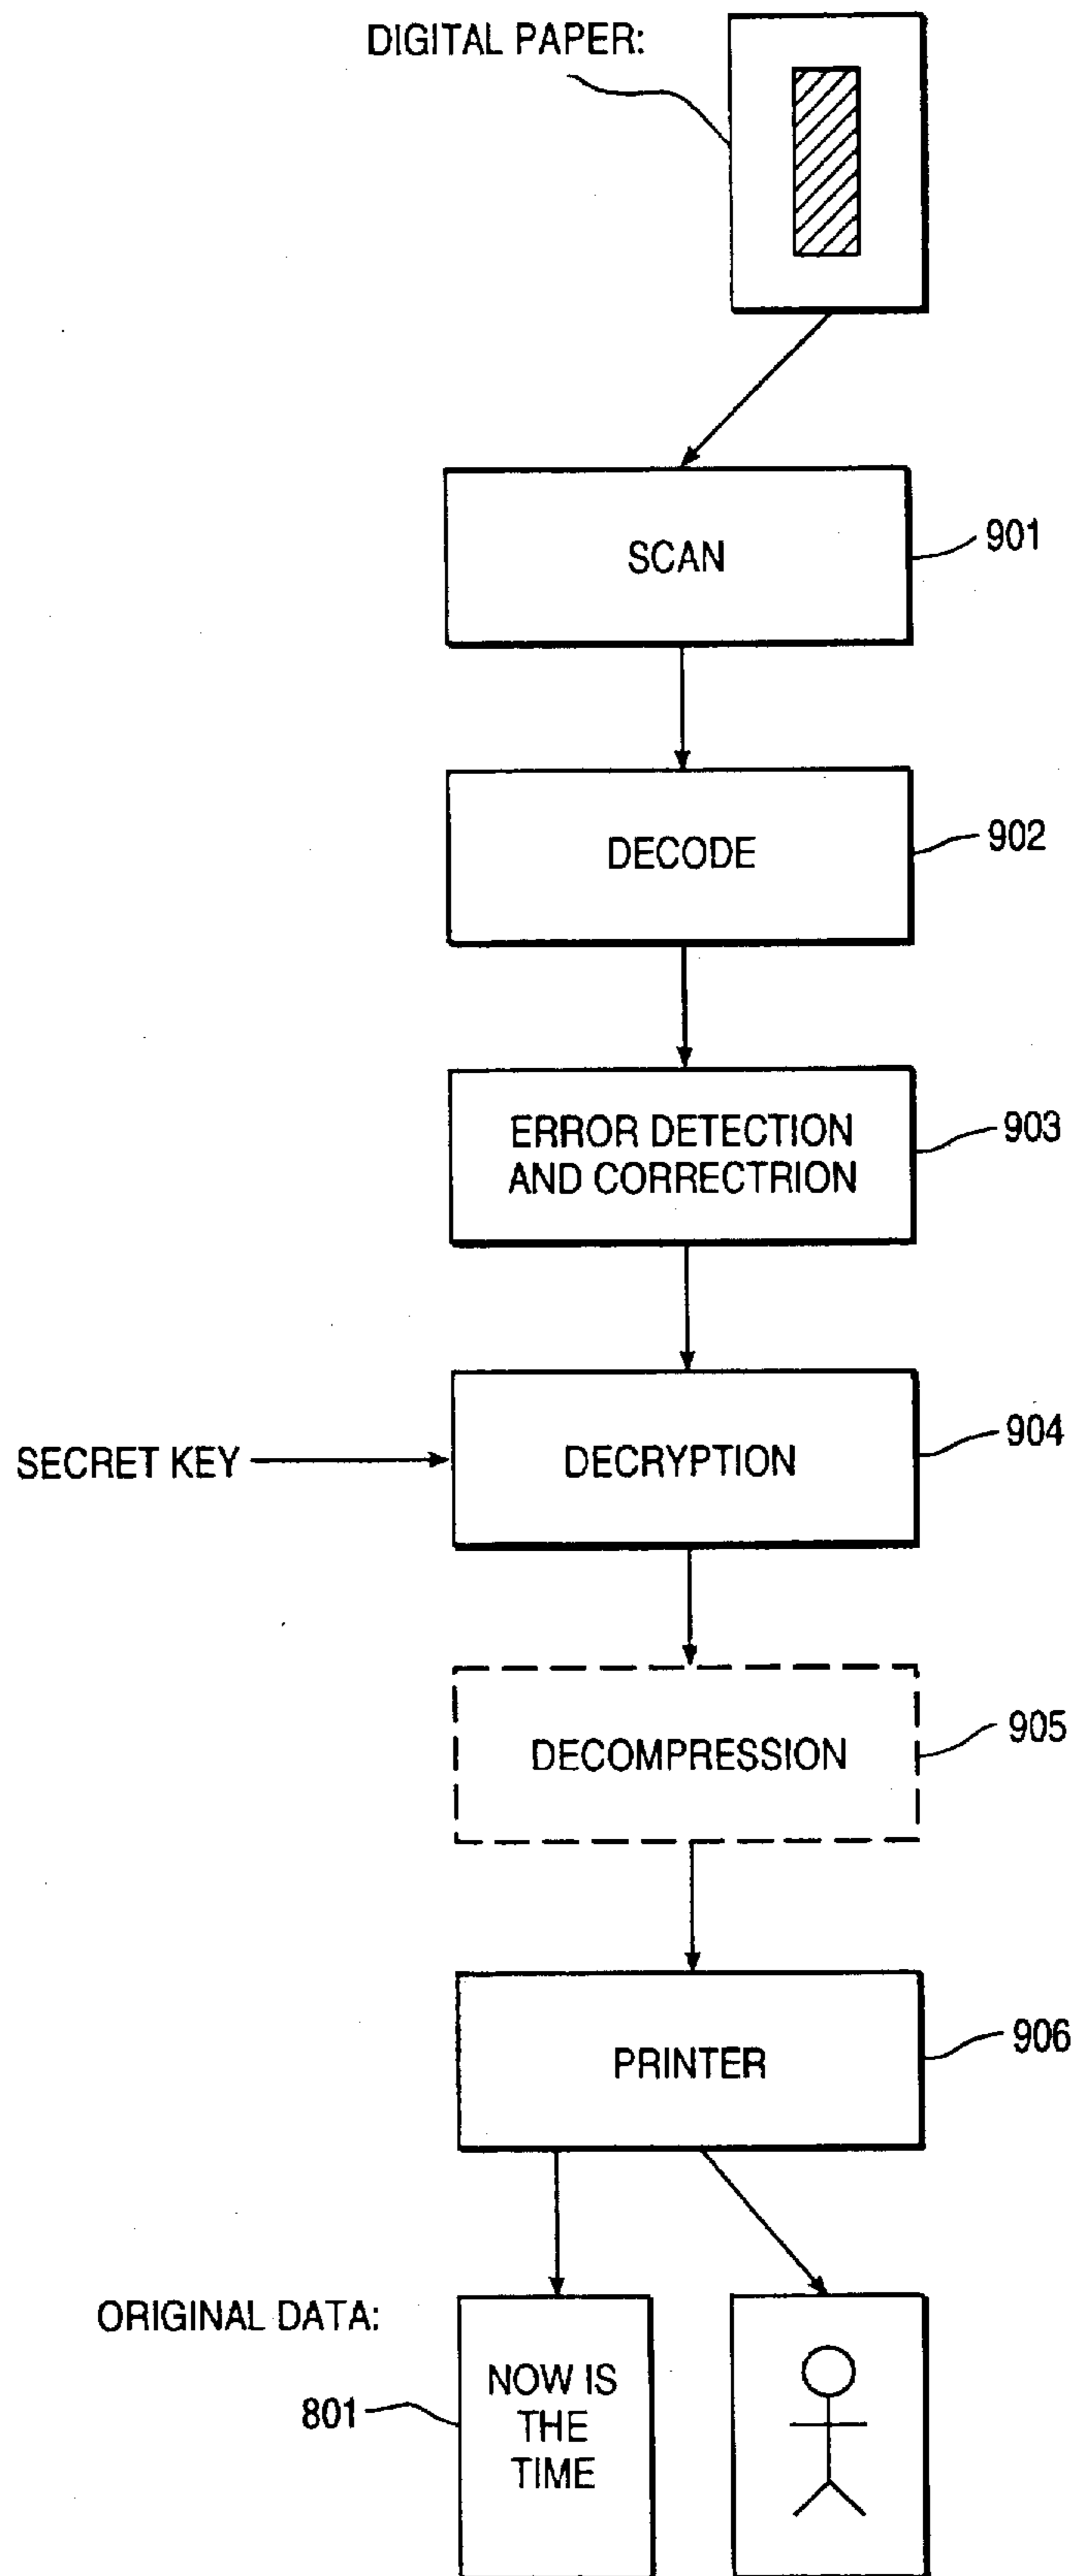 DIGITAL PAPER:
SCAN
901
DECODE
902
ERROR DETECTION
AND CORRECTRION
903
SECRET KEY
DECRYPTION
904
DECOMPRESSION
905
PRINTER
906
ORIGINAL DATA:
801
NOW IS
THE
TIME